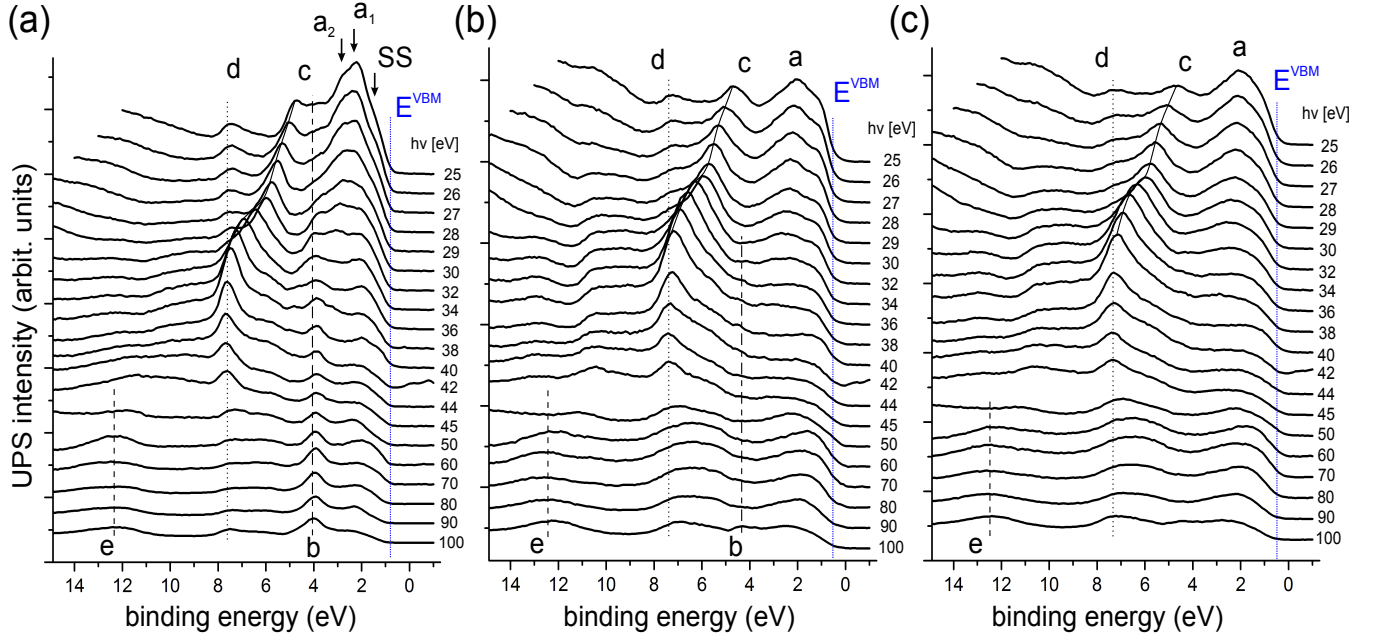 (a)
a₂
a₁
SS
d
c
E^VBM
hν [eV]
25
26
27
28
29
30
32
34
36
38
40
42
44
45
50
60
70
80
90
100
e
b
14 12 10 8 6 4 2 0
binding energy (eV)
UPS intensity (arbit. units)
(b)
d
c
a
E^VBM
hν [eV]
25
26
27
28
29
30
32
34
36
38
40
42
44
45
50
60
70
80
90
100
e
b
14 12 10 8 6 4 2 0
binding energy (eV)
(c)
d
c
a
E^VBM
hν [eV]
25
26
27
28
29
30
32
34
36
38
40
42
44
45
50
60
70
80
90
100
e
14 12 10 8 6 4 2 0
binding energy (eV)